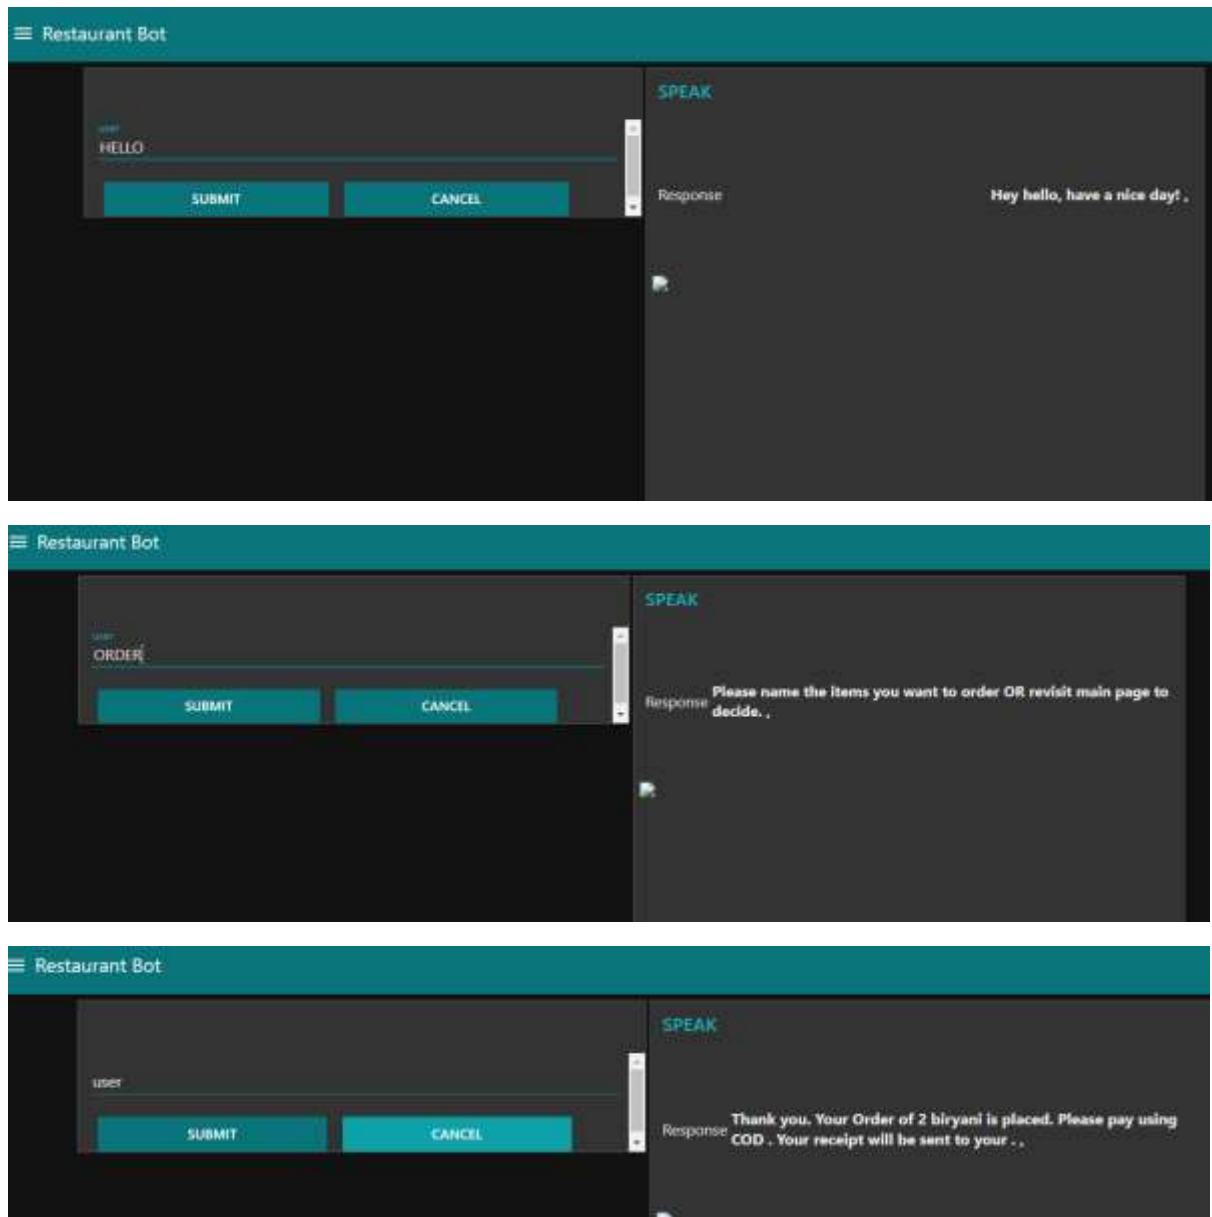 Restaurant Bot
SPEAK
user
HELLO
SUBMIT CANCEL
Response Hey hello, have a nice day! ,
Restaurant Bot
SPEAK
user
ORDER
SUBMIT CANCEL
Response Please name the items you want to order OR revisit main page to
decide. ,
Restaurant Bot
SPEAK
user
SUBMIT CANCEL
Response Thank you. Your Order of 2 biryani is placed. Please pay using
COD . Your receipt will be sent to your . ,